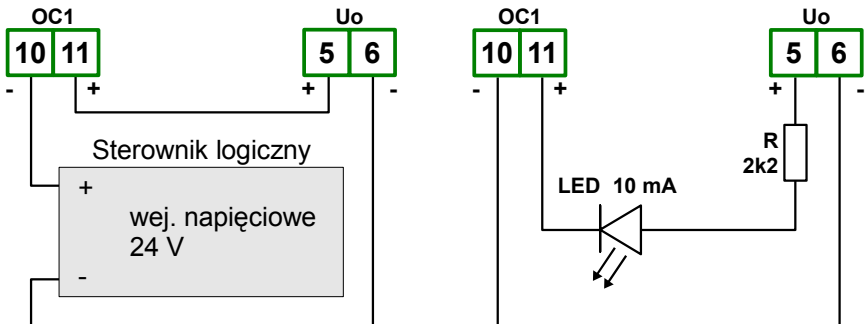 OC1
Uo
10 11
5 6
- +
+ -
Sterownik logiczny
+
wej. napięciowe
24 V
-
OC1
Uo
10 11
5 6
- +
+ -
R
2k2
LED 10 mA